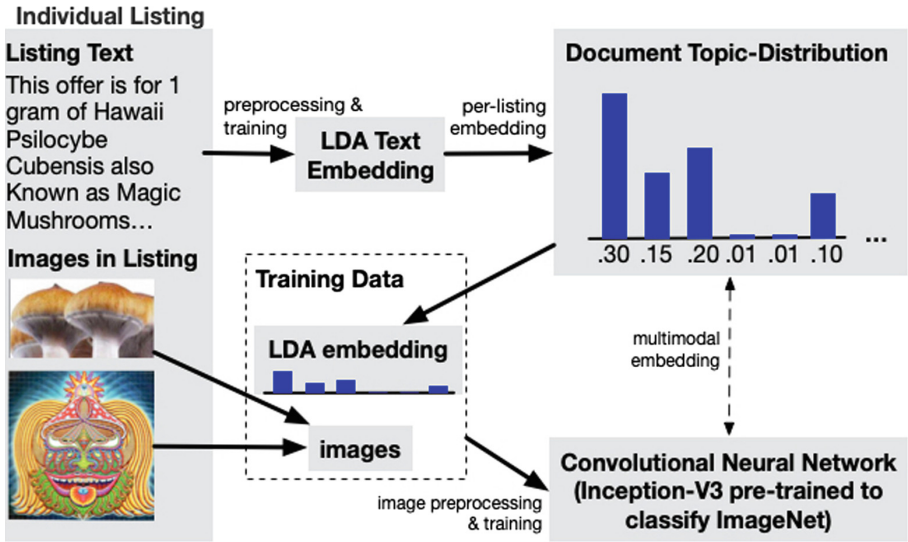 Individual Listing
Listing Text
This offer is for 1
gram of Hawaii
Psilocybe
Cubensis also
Known as Magic
Mushrooms…
Images in Listing
preprocessing &
training
LDA Text
Embedding
per-listing
embedding
Document Topic-Distribution
.30 .15 .20 .01 .01 .10 ...
Training Data
LDA embedding
images
multimodal
embedding
image preprocessing
& training
Convolutional Neural Network
(Inception-V3 pre-trained to
classify ImageNet)